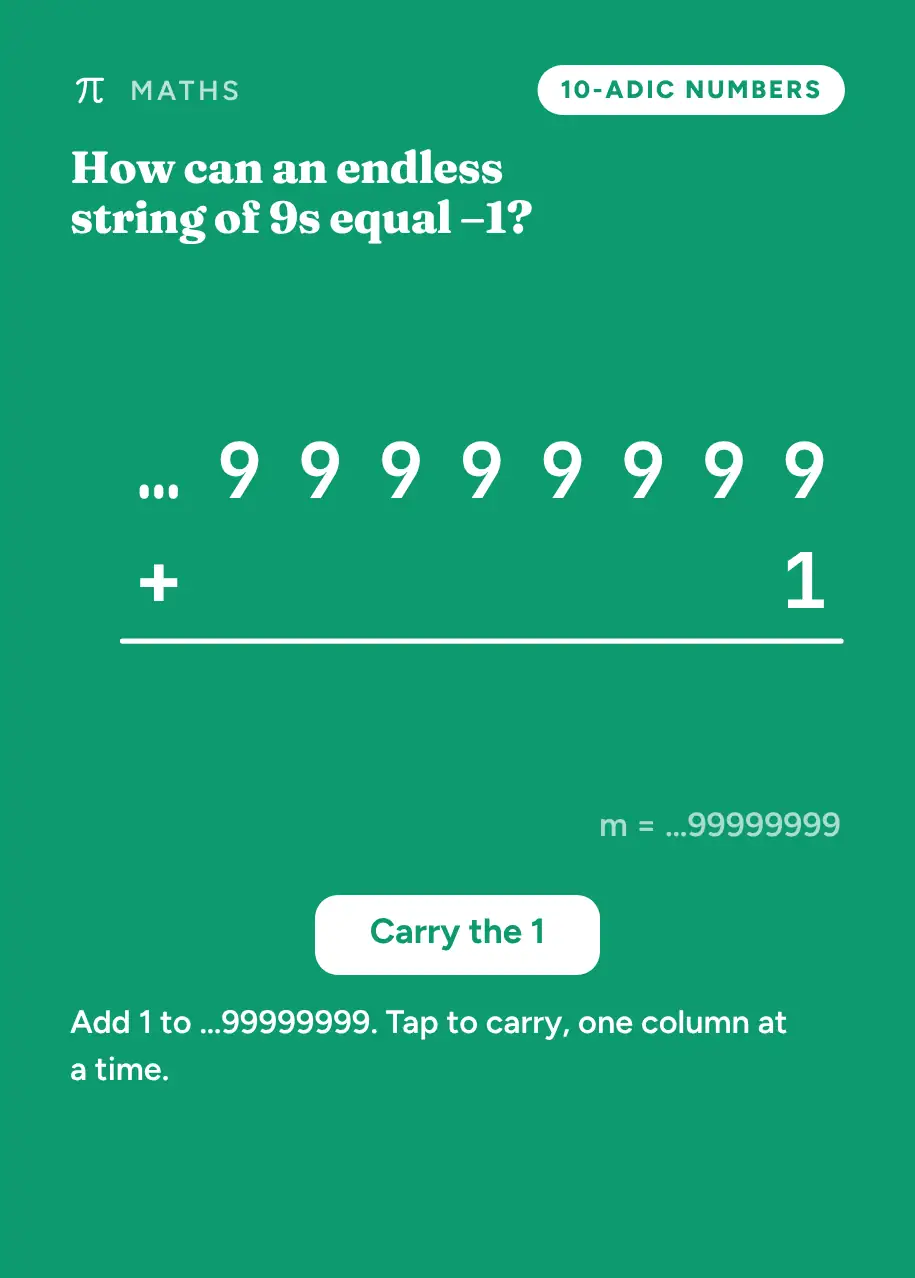 π MATHS
10-ADIC NUMBERS
How can an endless
string of 9s equal –1?
... 9 9 9 9 9 9 9 9
+ 1
m = ...99999999
Carry the 1
Add 1 to ...99999999. Tap to carry, one column at
a time.